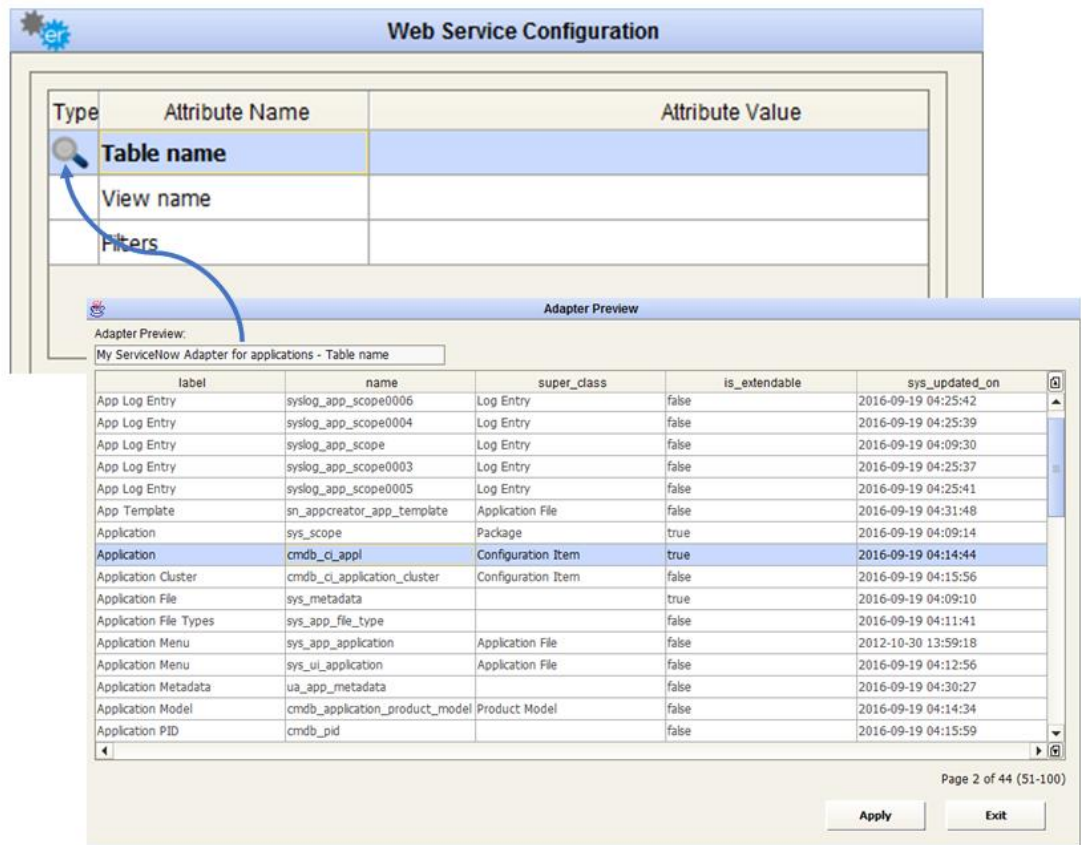 er
Web Service Configuration
Type Attribute Name Attribute Value
Table name
View name
Filters
Adapter Preview
Adapter Preview:
My ServiceNow Adapter for applications - Table name
label name super_class is_extendable sys_updated_on
App Log Entry syslog_app_scope0006 Log Entry false 2016-09-19 04:25:42
App Log Entry syslog_app_scope0004 Log Entry false 2016-09-19 04:25:39
App Log Entry syslog_app_scope Log Entry false 2016-09-19 04:09:30
App Log Entry syslog_app_scope0003 Log Entry false 2016-09-19 04:25:37
App Log Entry syslog_app_scope0005 Log Entry false 2016-09-19 04:25:41
App Template sn_appcreator_app_template Application File false 2016-09-19 04:31:48
Application sys_scope Package true 2016-09-19 04:09:14
Application cmdb_ci_appl Configuration Item true 2016-09-19 04:14:44
Application Cluster cmdb_ci_application_cluster Configuration Item false 2016-09-19 04:15:56
Application File sys_metadata true 2016-09-19 04:09:10
Application File Types sys_app_file_type false 2016-09-19 04:11:41
Application Menu sys_app_application Application File false 2012-10-30 13:59:18
Application Menu sys_ui_application Application File false 2016-09-19 04:12:56
Application Metadata ua_app_metadata false 2016-09-19 04:30:27
Application Model cmdb_application_product_model Product Model false 2016-09-19 04:14:34
Application PID cmdb_pid false 2016-09-19 04:15:59
Page 2 of 44 (51-100)
Apply Exit